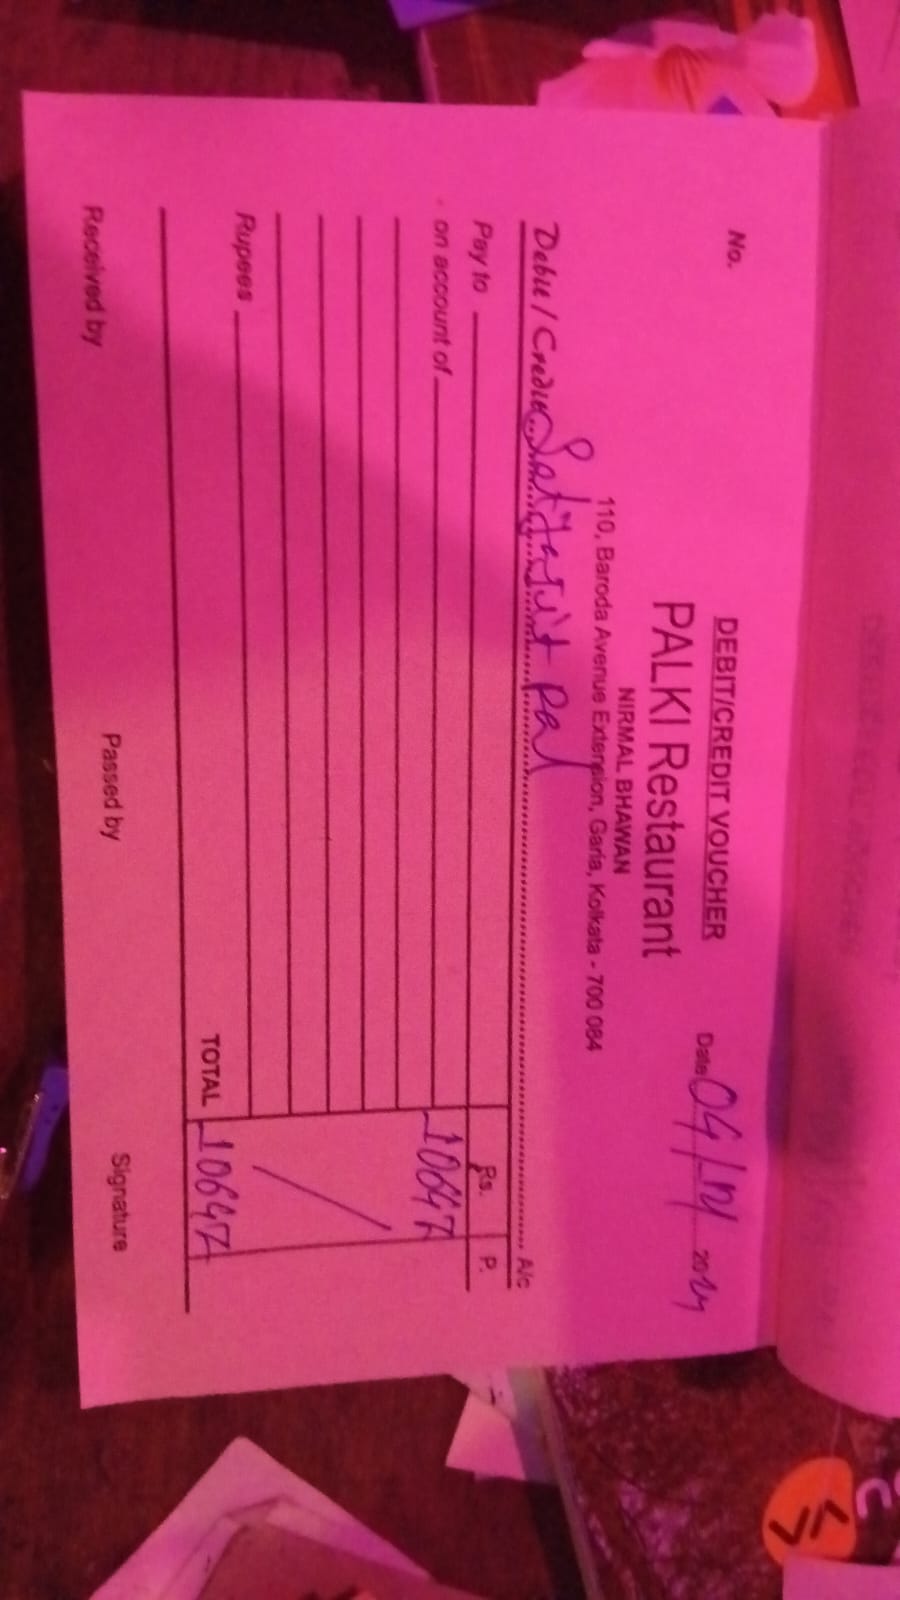 DEBIT/CREDIT VOUCHER
No.
PALKI Restaurant
Date 04/12/ 2024
NIRMAL BHAWAN
110, Baroda Avenue Extension, Garia, Kolkata - 700 084
Debit / Credit Satyajit pal A/c
Pay to Rs. P.
on account of 10647
Rupees
TOTAL 10647
Received by Passed by Signature